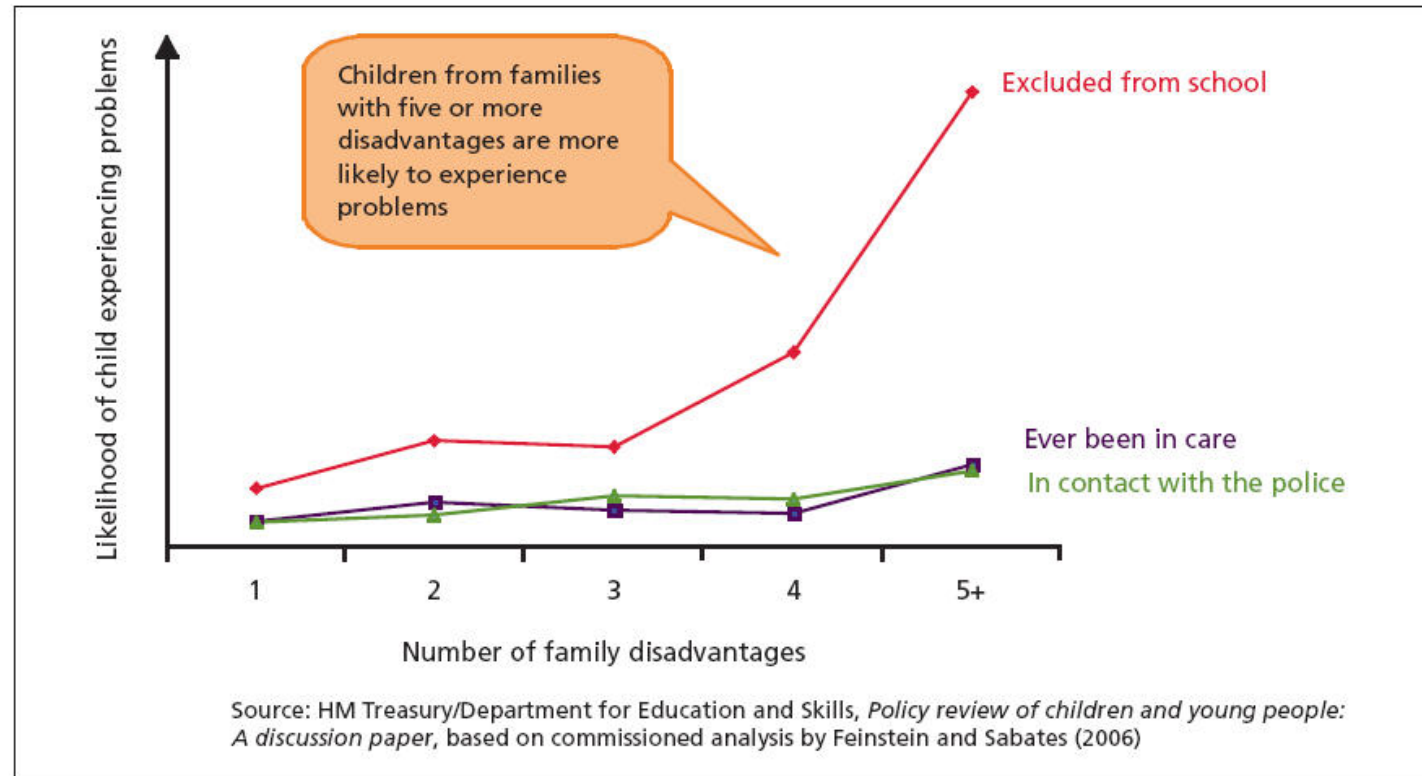 Likelihood of child experiencing problems
Children from families
with five or more
disadvantages are more
likely to experience
problems
Excluded from school
Ever been in care
In contact with the police
1 2 3 4 5+
Number of family disadvantages
Source: HM Treasury/Department for Education and Skills, Policy review of children and young people:
A discussion paper, based on commissioned analysis by Feinstein and Sabates (2006)